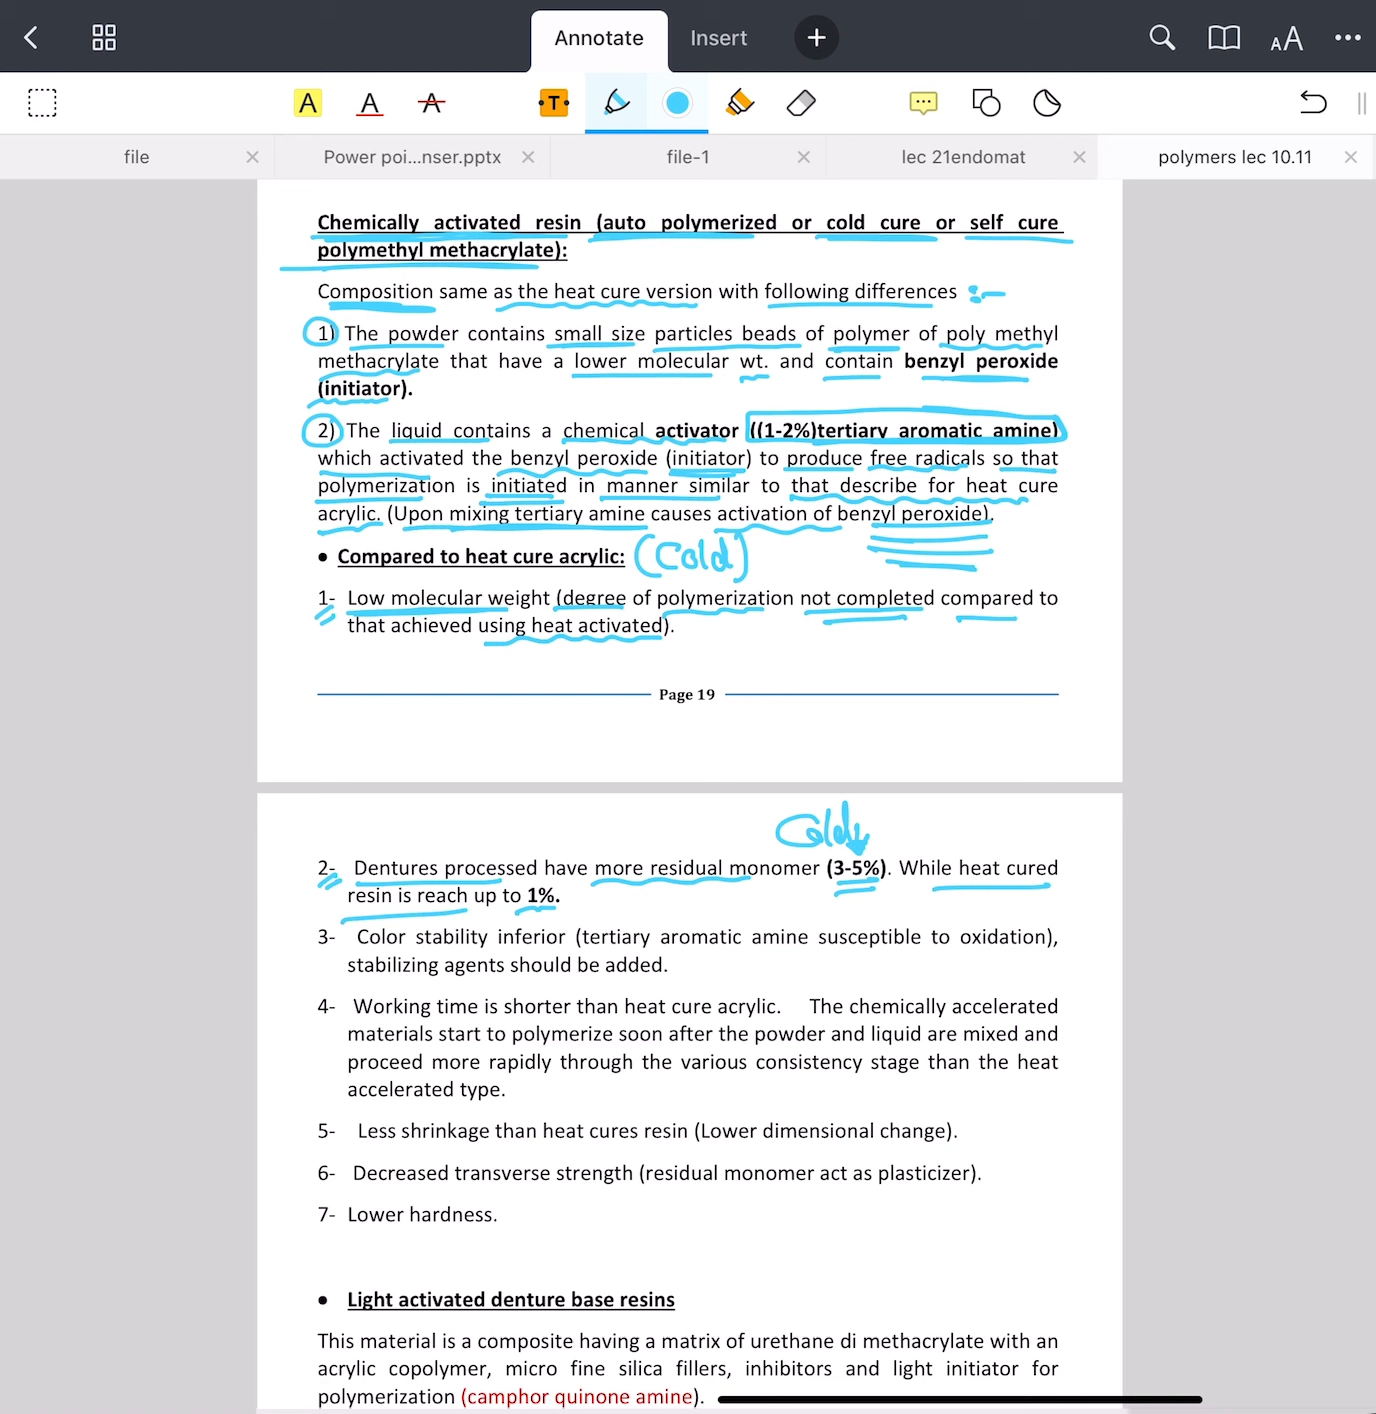 Annotate
Insert
A A A T
AA
file
Power poi...nser.pptx
file-1
lec 21endomat
polymers lec 10.11
Chemically activated resin (auto polymerized or cold cure or self cure
polymethyl methacrylate):
Composition same as the heat cure version with following differences :-
1) The powder contains small size particles beads of polymer of poly methyl
methacrylate that have a lower molecular wt. and contain benzyl peroxide
(initiator).
2) The liquid contains a chemical activator ((1-2%)tertiary aromatic amine)
which activated the benzyl peroxide (initiator) to produce free radicals so that
polymerization is initiated in manner similar to that describe for heat cure
acrylic. (Upon mixing tertiary amine causes activation of benzyl peroxide).
• Compared to heat cure acrylic: (Cold)
1- Low molecular weight (degree of polymerization not completed compared to
that achieved using heat activated).
Page 19
Cold
2- Dentures processed have more residual monomer (3-5%). While heat cured
resin is reach up to 1%.
3- Color stability inferior (tertiary aromatic amine susceptible to oxidation),
stabilizing agents should be added.
4- Working time is shorter than heat cure acrylic. The chemically accelerated
materials start to polymerize soon after the powder and liquid are mixed and
proceed more rapidly through the various consistency stage than the heat
accelerated type.
5- Less shrinkage than heat cures resin (Lower dimensional change).
6- Decreased transverse strength (residual monomer act as plasticizer).
7- Lower hardness.
• Light activated denture base resins
This material is a composite having a matrix of urethane di methacrylate with an
acrylic copolymer, micro fine silica fillers, inhibitors and light initiator for
polymerization (camphor quinone amine).